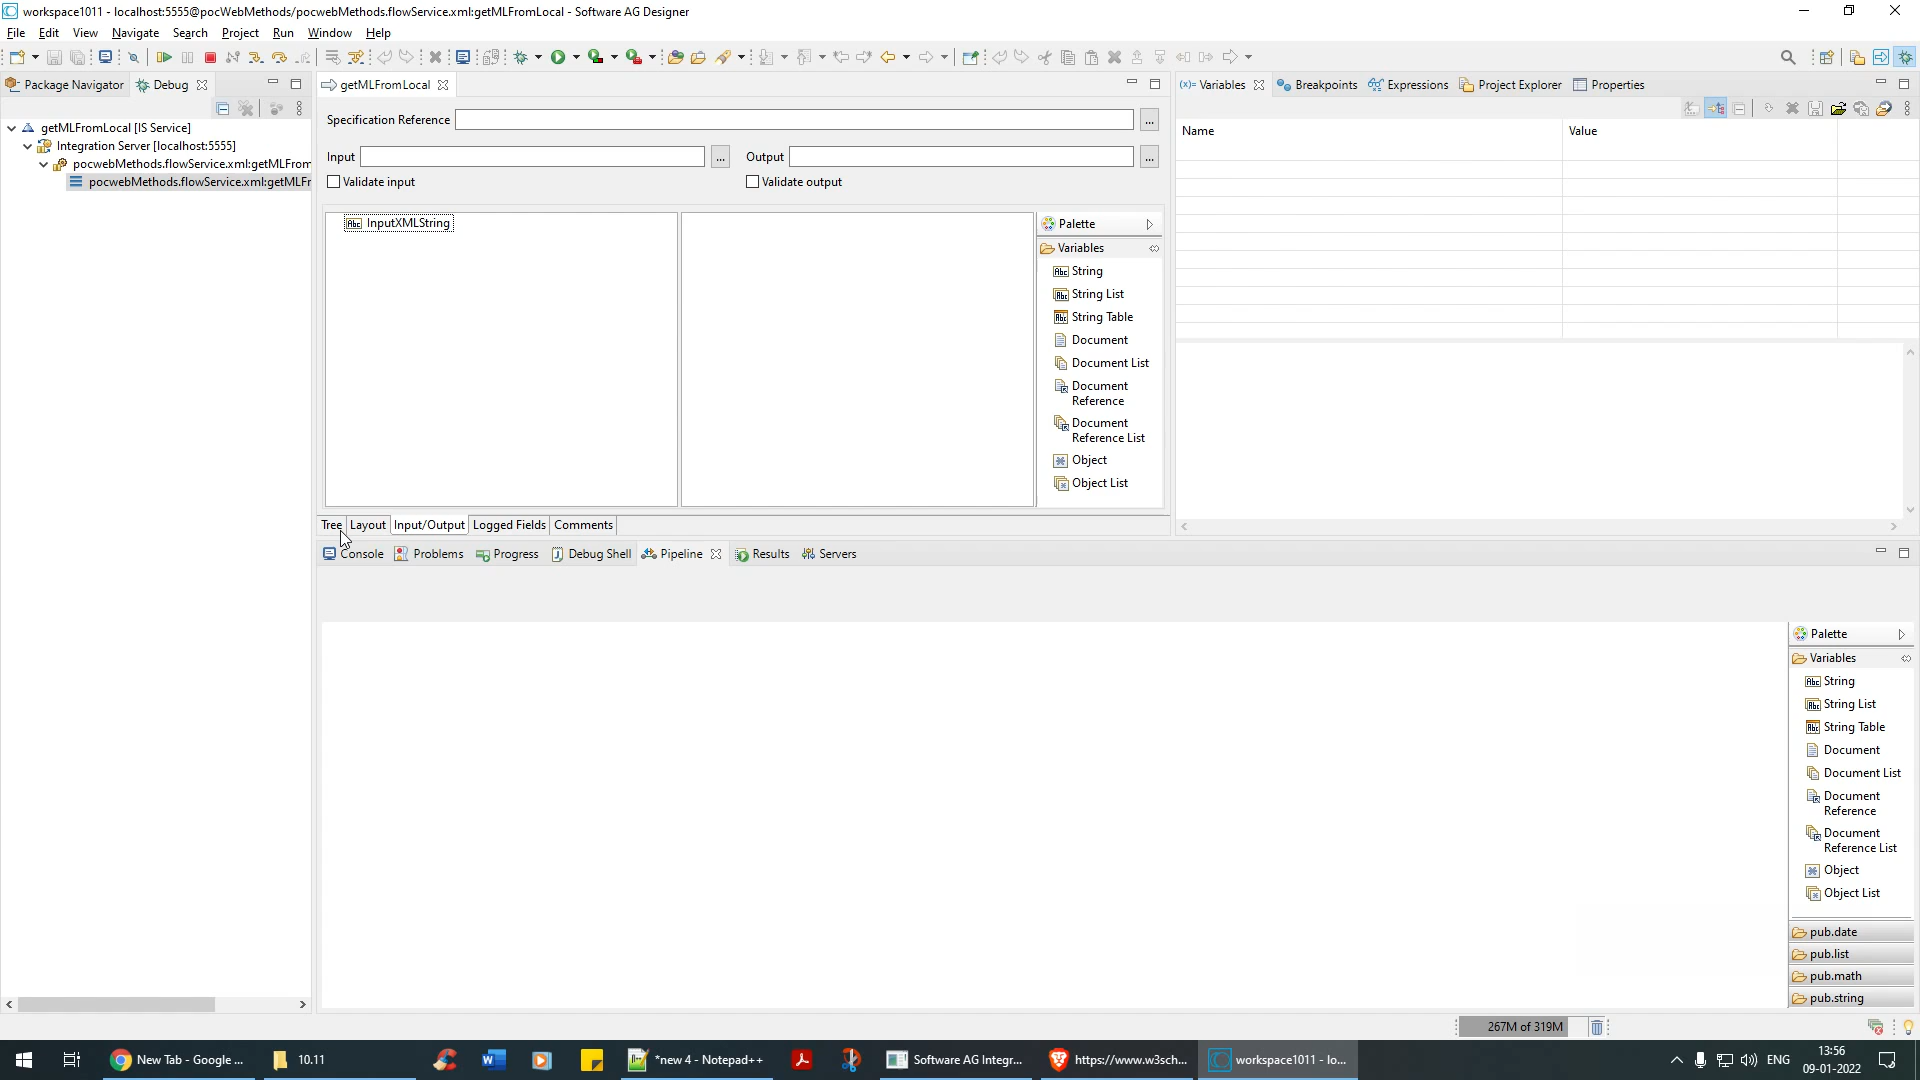 workspace1011 - localhost:5555@pocWebMethods/pocwebMethods.flowService.xml:getMLFromLocal - Software AG Designer
File Edit View Navigate Search Project Run Window Help
Package Navigator Debug
getMLFromLocal [IS Service]
Integration Server [localhost:5555]
pocwebMethods.flowService.xml:getMLFrom
pocwebMethods.flowService.xml:getMLFr
getMLFromLocal
Specification Reference ...
Input ... Output ...
Validate input Validate output
InputXMLString
Palette
Variables
String
String List
String Table
Document
Document List
Document
Reference
Document
Reference List
Object
Object List
Tree Layout Input/Output Logged Fields Comments
(x)= Variables Breakpoints Expressions Project Explorer Properties
Name Value
Console Problems Progress Debug Shell Pipeline Results Servers
Palette
Variables
String
String List
String Table
Document
Document List
Document
Reference
Document
Reference List
Object
Object List
pub.date
pub.list
pub.math
pub.string
267M of 319M
New Tab - Google ... 10.11 *new 4 - Notepad++ Software AG Integr... https://www.w3sch... workspace1011 - lo... ENG
13:56
09-01-2022